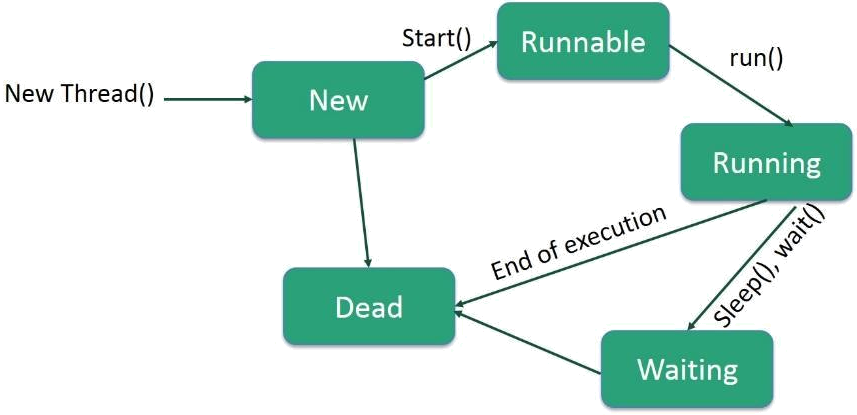 Start()
Runnable
run()
New Thread()
New
Running
End of execution
Sleep(), wait()
Dead
Waiting